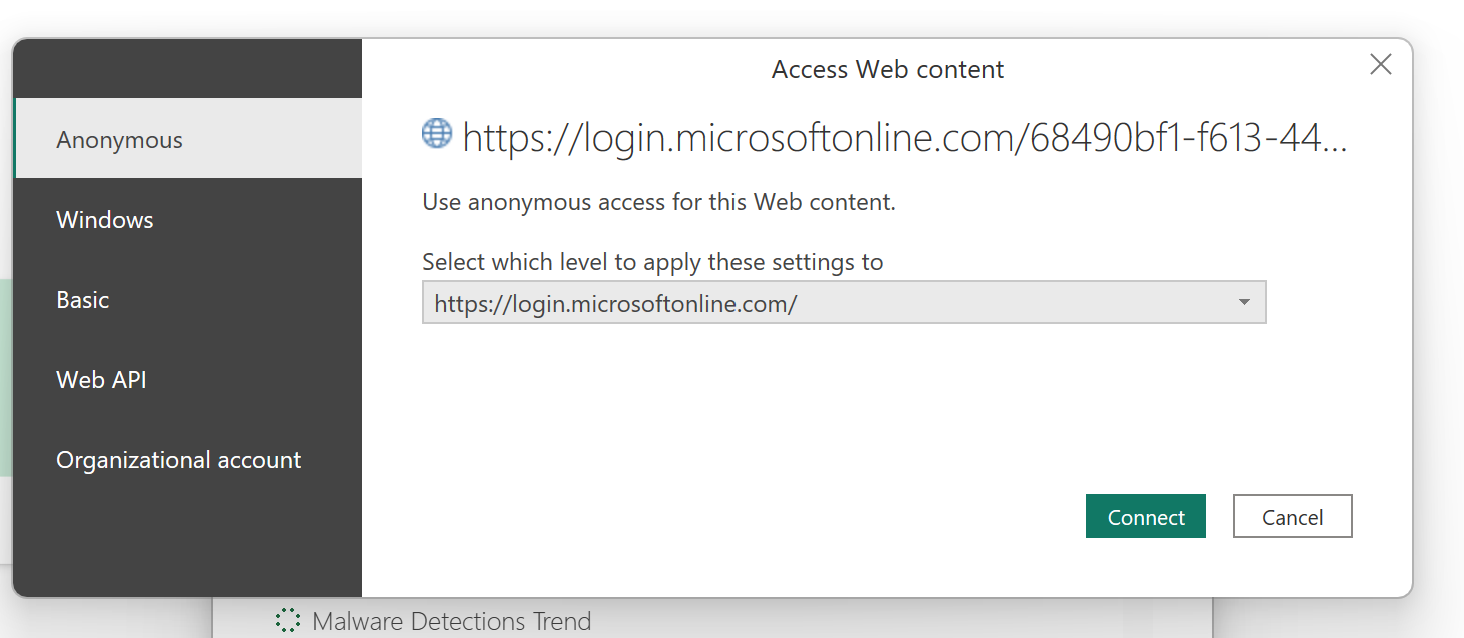 Access Web content
Anonymous
Windows
Basic
Web API
Organizational account
https://login.microsoftonline.com/68490bf1-f613-44...
Use anonymous access for this Web content.
Select which level to apply these settings to
https://login.microsoftonline.com/
Connect
Cancel
Malware Detections Trend